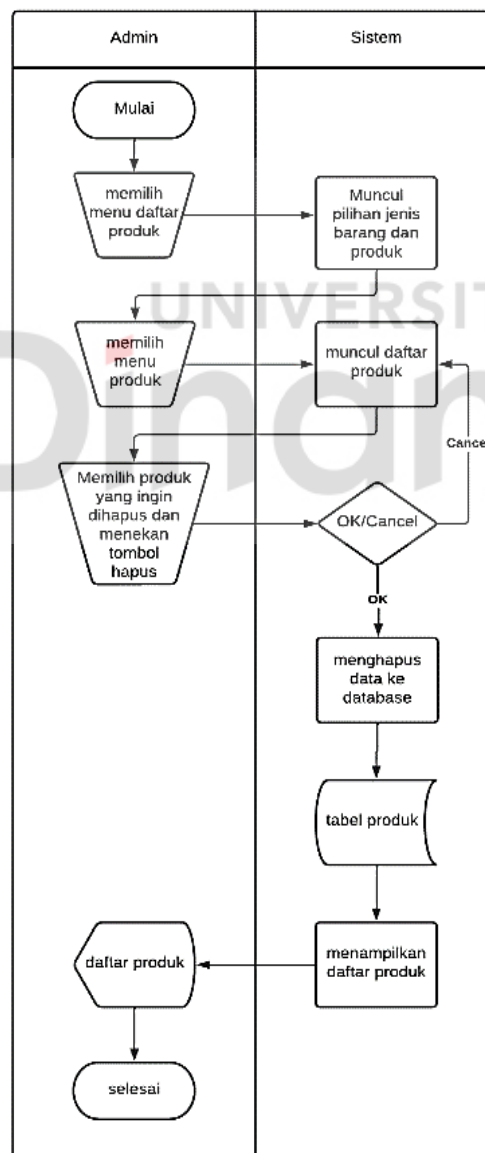 Admin
Sistem
Mulai
memilih
menu daftar
produk
Muncul
pilihan jenis
barang dan
produk
UNIVERSIT
Dinam
memilih
menu
produk
muncul daftar
produk
Cance
Memilih produk
yang ingin
dihapus dan
menekan
tombol
hapus
OK/Cancel
OK
menghapus
data ke
database
tabel produk
daftar produk
menampilkan
daftar produk
selesai